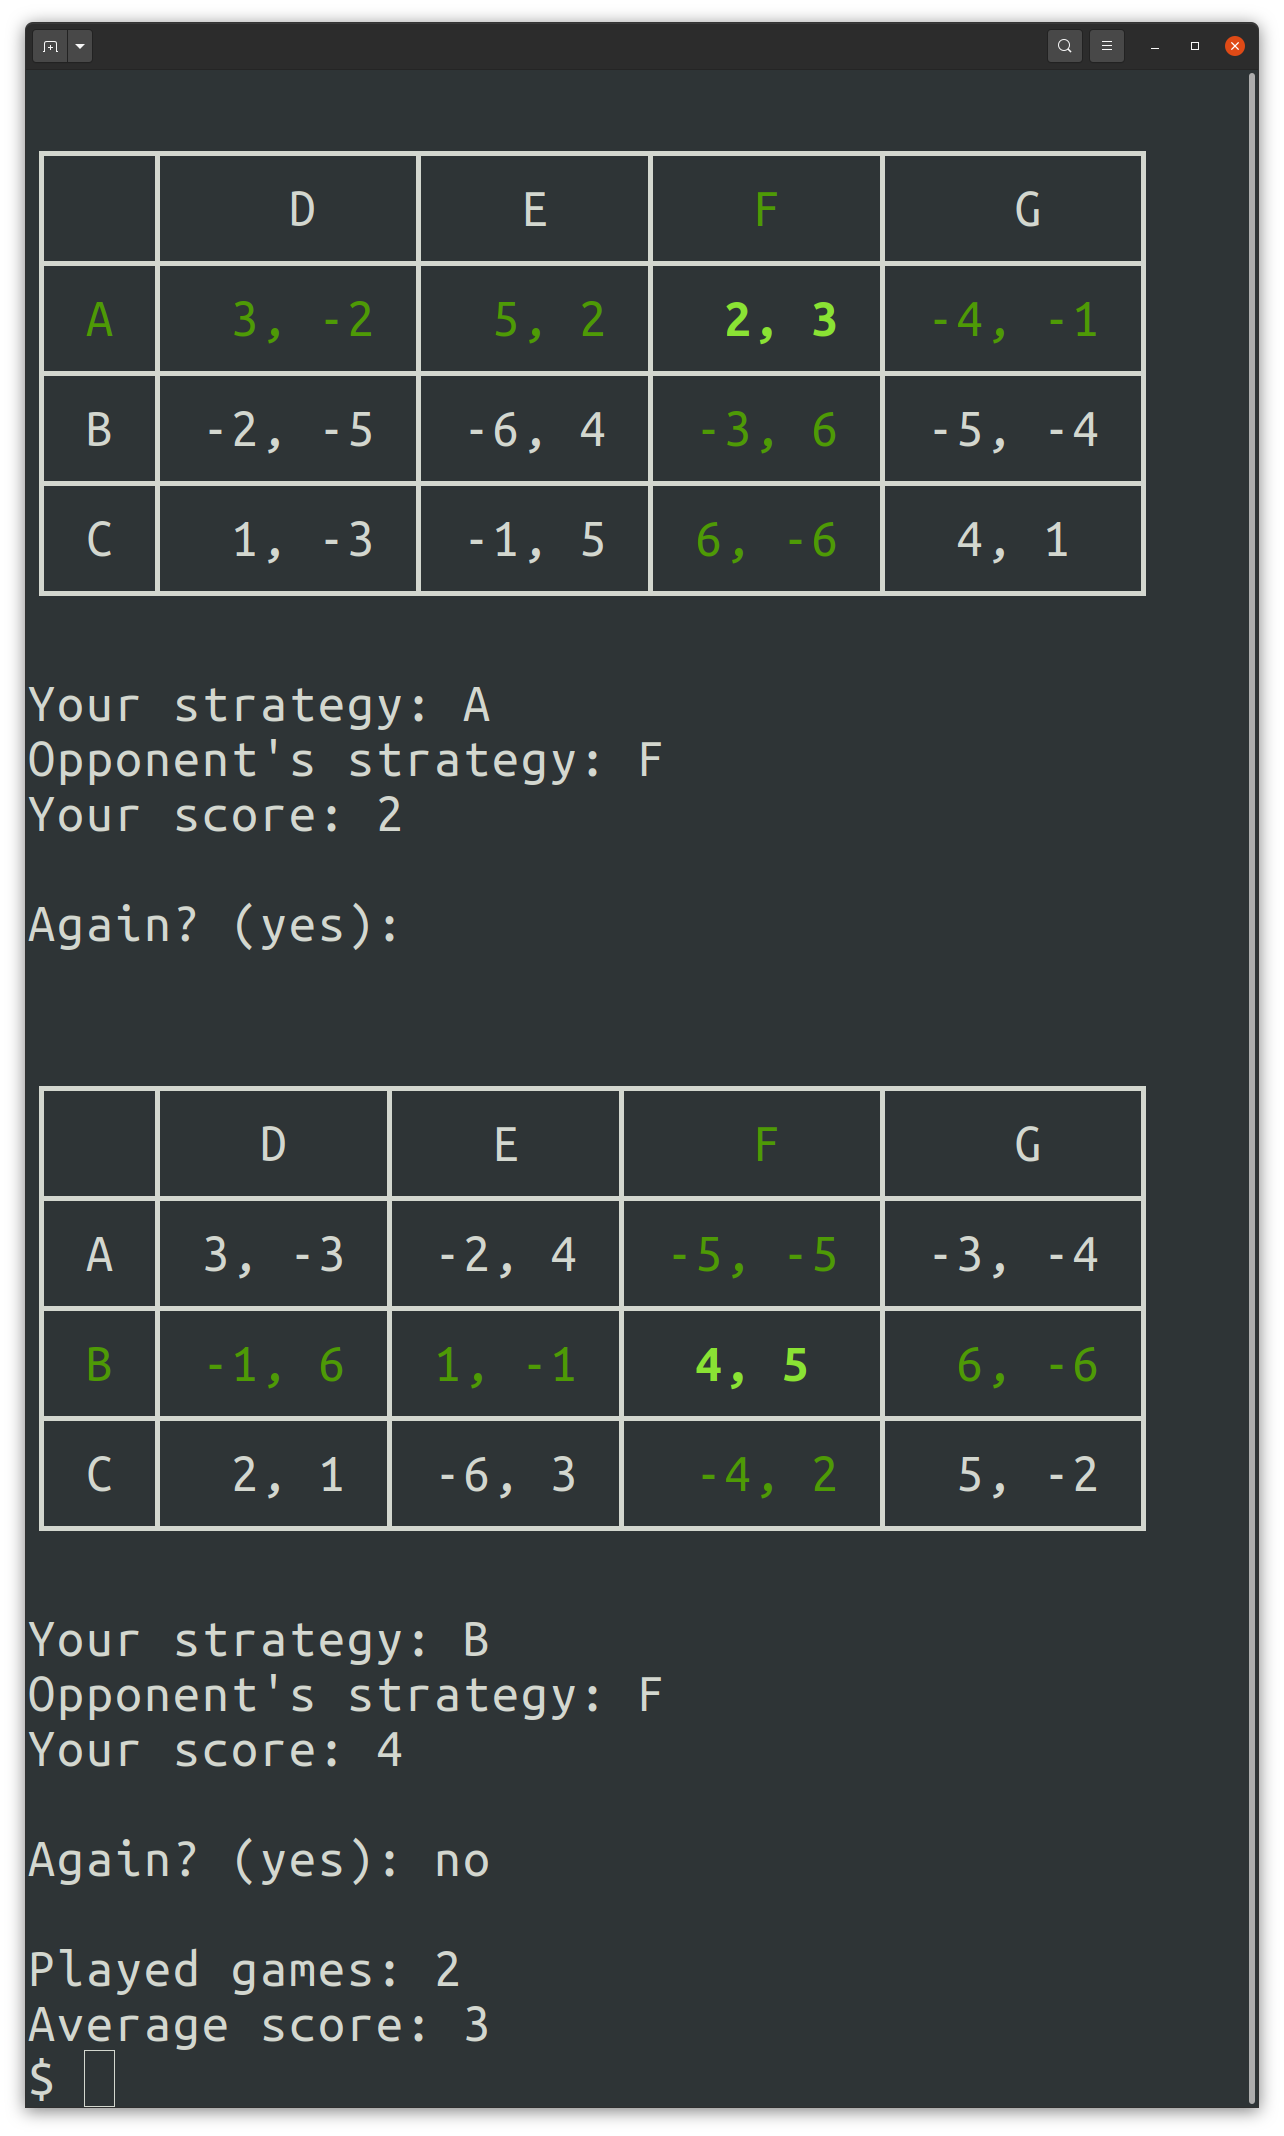 D E F G
A 3, -2 5, 2 2, 3 -4, -1
B -2, -5 -6, 4 -3, 6 -5, -4
C 1, -3 -1, 5 6, -6 4, 1
Your strategy: A
Opponent's strategy: F
Your score: 2
Again? (yes):
D E F G
A 3, -3 -2, 4 -5, -5 -3, -4
B -1, 6 1, -1 4, 5 6, -6
C 2, 1 -6, 3 -4, 2 5, -2
Your strategy: B
Opponent's strategy: F
Your score: 4
Again? (yes): no
Played games: 2
Average score: 3
$